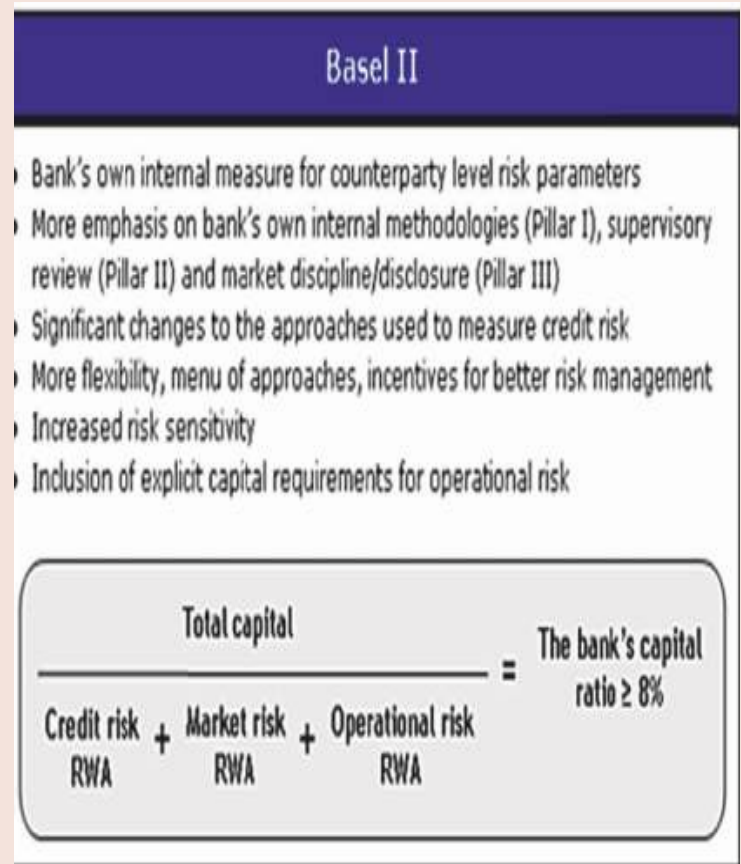 Basel II
• Bank's own internal measure for counterparty level risk parameters
• More emphasis on bank's own internal methodologies (Pillar I), supervisory
review (Pillar II) and market discipline/disclosure (Pillar III)
• Significant changes to the approaches used to measure credit risk
• More flexibility, menu of approaches, incentives for better risk management
• Increased risk sensitivity
• Inclusion of explicit capital requirements for operational risk
Total capital
Credit risk + Market risk + Operational risk
RWA RWA RWA
= The bank's capital
ratio ≥ 8%